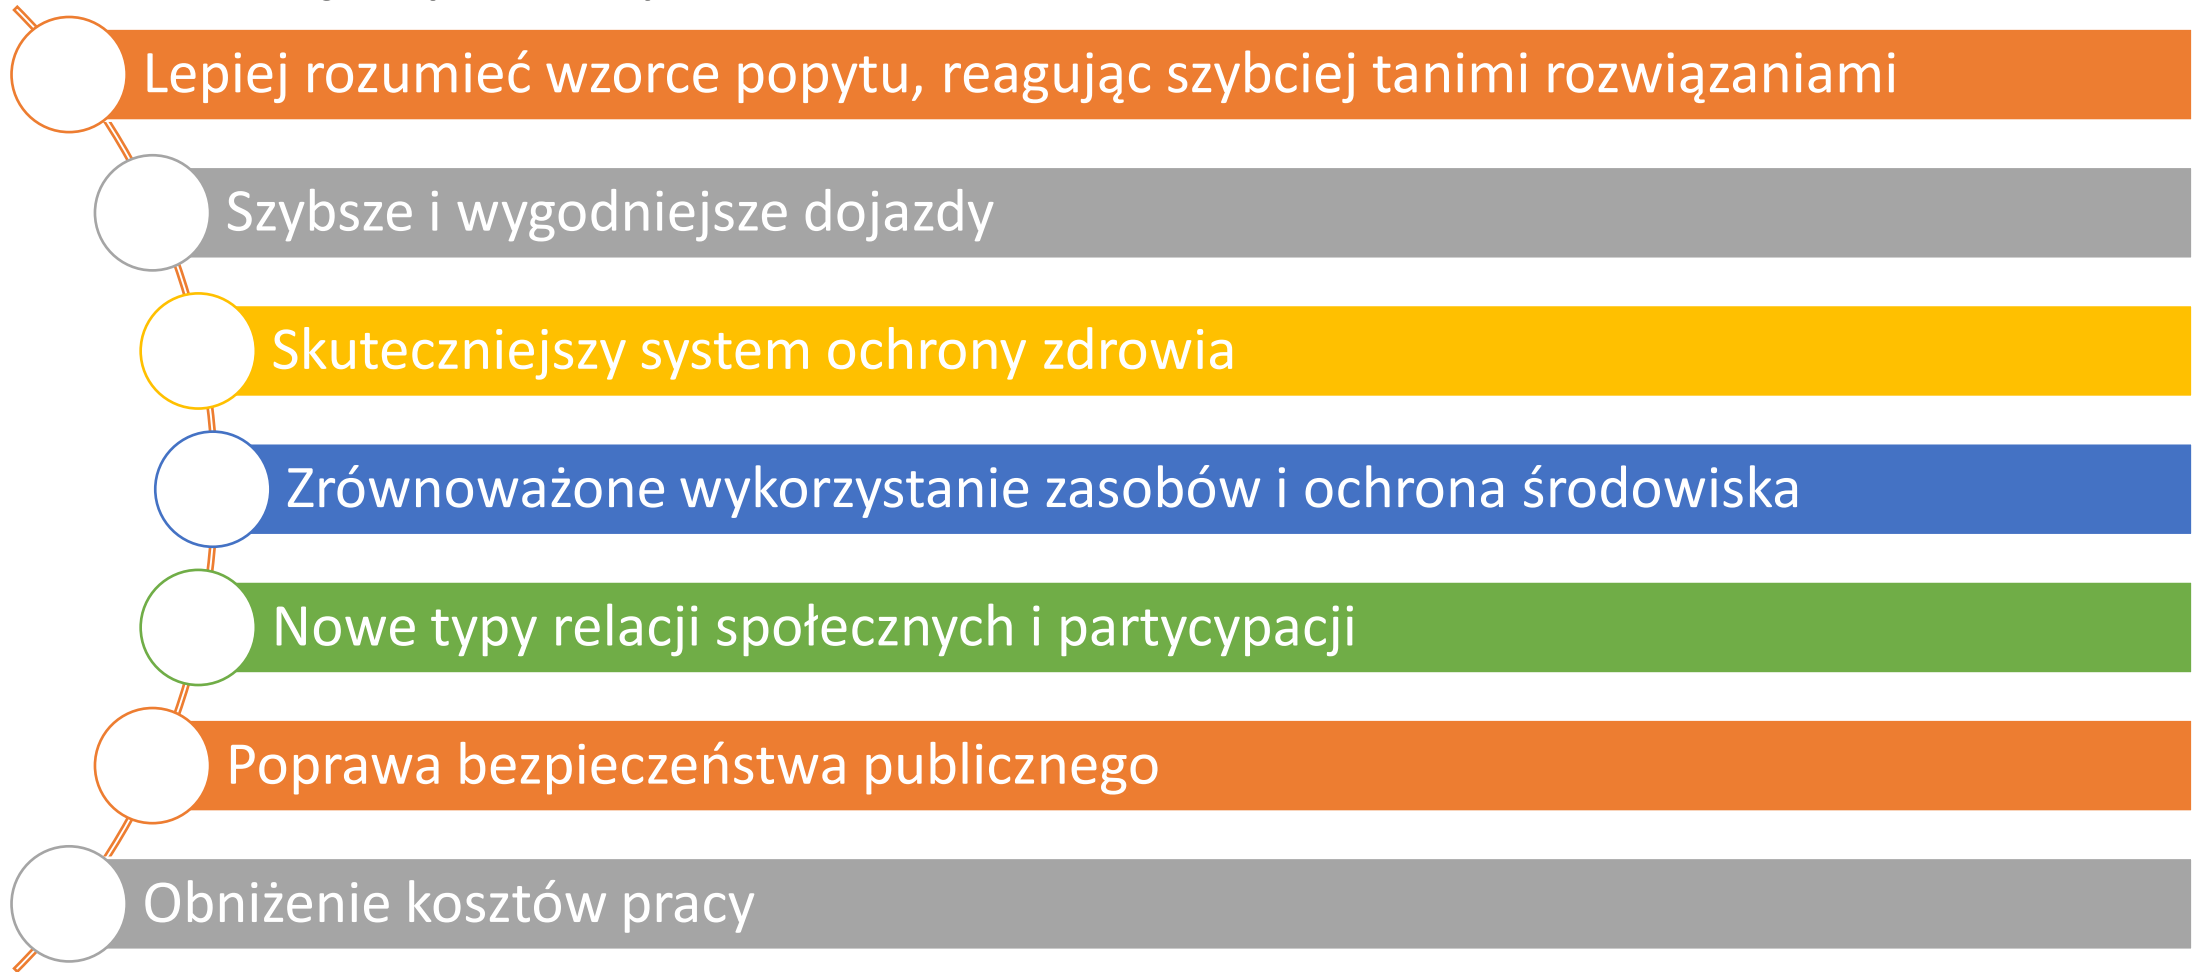 Lepiej rozumieć wzorce popytu, reagując szybciej tanimi rozwiązaniami
Szybsze i wygodniejsze dojazdy
Skuteczniejszy system ochrony zdrowia
Zrównoważone wykorzystanie zasobów i ochrona środowiska
Nowe typy relacji społecznych i partycypacji
Poprawa bezpieczeństwa publicznego
Obniżenie kosztów pracy